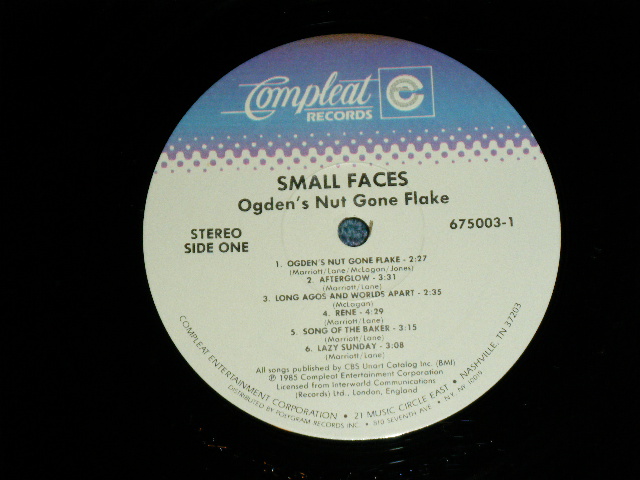 Compleat
RECORDS
SMALL FACES
Ogden's Nut Gone Flake
STEREO
SIDE ONE
675003-1
1. OGDEN'S NUT GONE FLAKE - 2:27
(Marriott/Lane/McLagan/Jones)
2. AFTERGLOW - 3:31
(Marriott/Lane)
3. LONG AGOS AND WORLDS APART - 2:35
(McLagan)
4. RENE - 4:29
(Marriott/Lane)
5. SONG OF THE BAKER - 3:15
(Marriott/Lane)
6. LAZY SUNDAY - 3:08
(Marriott/Lane)
All songs published by CBS Unart Catalog Inc. (BMI)
℗ 1985 Compleat Entertainment Corporation
Licensed from Interworld Communications
(Records) Ltd., London, England
COMPLEAT ENTERTAINMENT CORPORATION • 21 MUSIC CIRCLE EAST • NASHVILLE, TN 37203
DISTRIBUTED BY POLYGRAM RECORDS INC. • 810 SEVENTH AVE. • N.Y., NY 10019